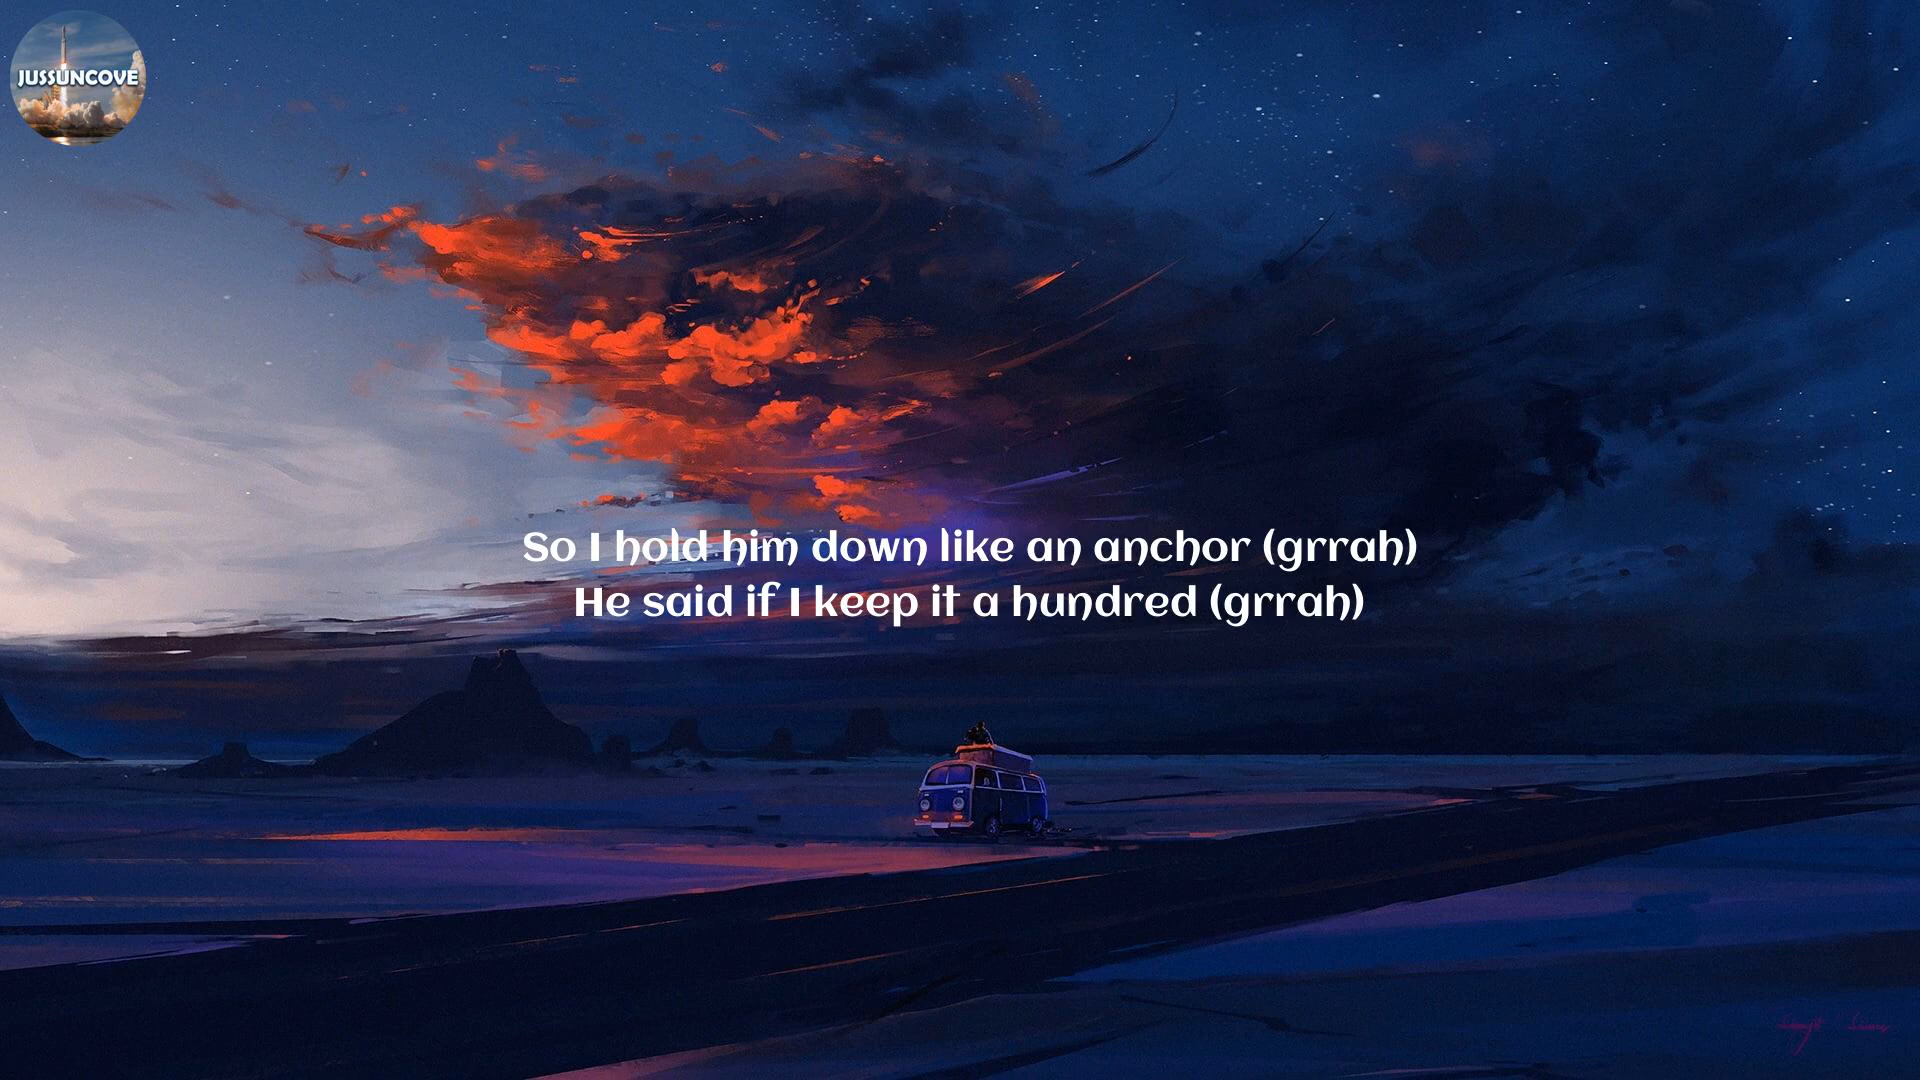 JUSSUNCOVE
So I hold him down like an anchor (grrah)
He said if I keep it a hundred (grrah)